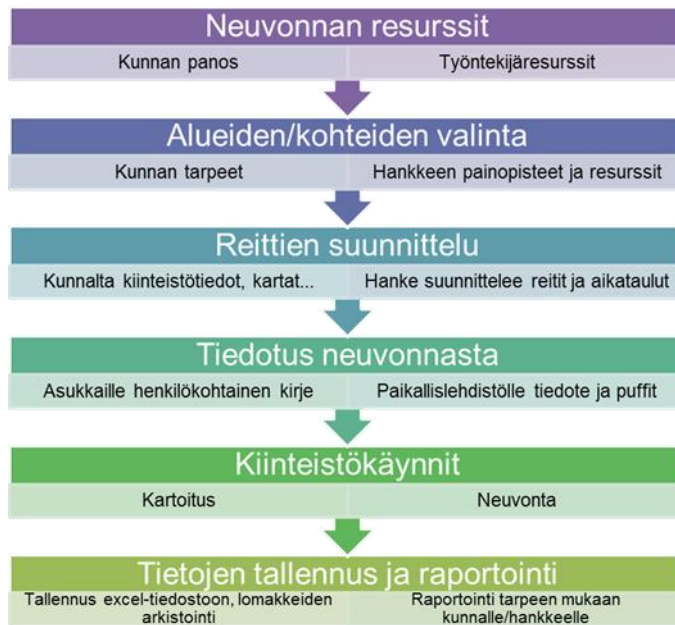 Neuvonnan resurssit
Kunnan panos
Työntekijäresurssit
Alueiden/kohteiden valinta
Kunnan tarpeet
Hankkeen painopisteet ja resurssit
Reittien suunnittelu
Kunnalta kiinteistötiedot, kartat...
Hanke suunnittelee reitit ja aikataulut
Tiedotus neuvonnasta
Asukkaille henkilökohtainen kirje
Paikallislehdistölle tiedote ja puffit
Kiinteistökäynnit
Kartoitus
Neuvonta
Tietojen tallennus ja raportointi
Tallennus excel-tiedostoon, lomakkeiden
arkistointi
Raportointi tarpeen mukaan
kunnalle/hankkeelle